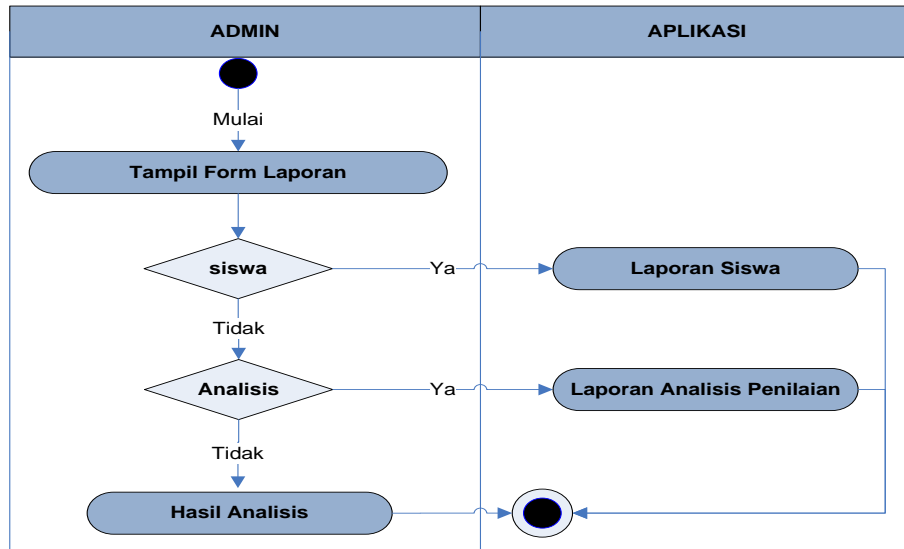 ADMIN
APLIKASI
Mulai
Tampil Form Laporan
siswa
Ya
Laporan Siswa
Tidak
Analisis
Ya
Laporan Analisis Penilaian
Tidak
Hasil Analisis